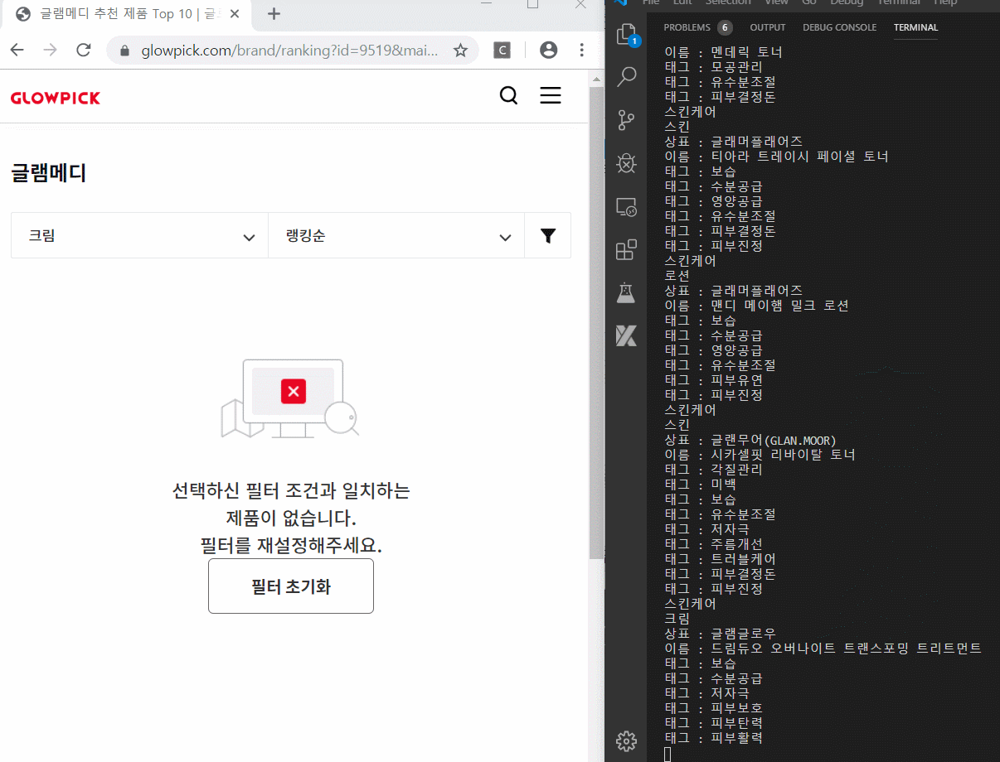 글램메디 추천 제품 Top 10 | 글
glowpick.com/brand/ranking?id=9519&mai...
C
GLOWPICK
글램메디
크림
랭킹순
선택하신 필터 조건과 일치하는
제품이 없습니다.
필터를 재설정해주세요.
필터 초기화
File Edit Selection View Go Debug Terminal Help
1
PROBLEMS 6 OUTPUT DEBUG CONSOLE TERMINAL
이름 : 멘데릭 토너
태그 : 모공관리
태그 : 유수분조절
태그 : 피부결정돈
스킨케어
스킨
상표 : 글래머플래어즈
이름 : 티아라 트레이시 페이셜 토너
태그 : 보습
태그 : 수분공급
태그 : 영양공급
태그 : 유수분조절
태그 : 피부결정돈
태그 : 피부진정
스킨케어
로션
상표 : 글래머플래어즈
이름 : 맨디 메이햄 밀크 로션
태그 : 보습
태그 : 수분공급
태그 : 영양공급
태그 : 유수분조절
태그 : 피부유연
태그 : 피부진정
스킨케어
스킨
상표 : 글랜무어(GLAN.MOOR)
이름 : 시카셀핏 리바이탈 토너
태그 : 각질관리
태그 : 미백
태그 : 보습
태그 : 유수분조절
태그 : 저자극
태그 : 주름개선
태그 : 트러블케어
태그 : 피부결정돈
태그 : 피부진정
스킨케어
크림
상표 : 글램글로우
이름 : 드림듀오 오버나이트 트랜스포밍 트리트먼트
태그 : 보습
태그 : 수분공급
태그 : 저자극
태그 : 피부보호
태그 : 피부탄력
태그 : 피부활력